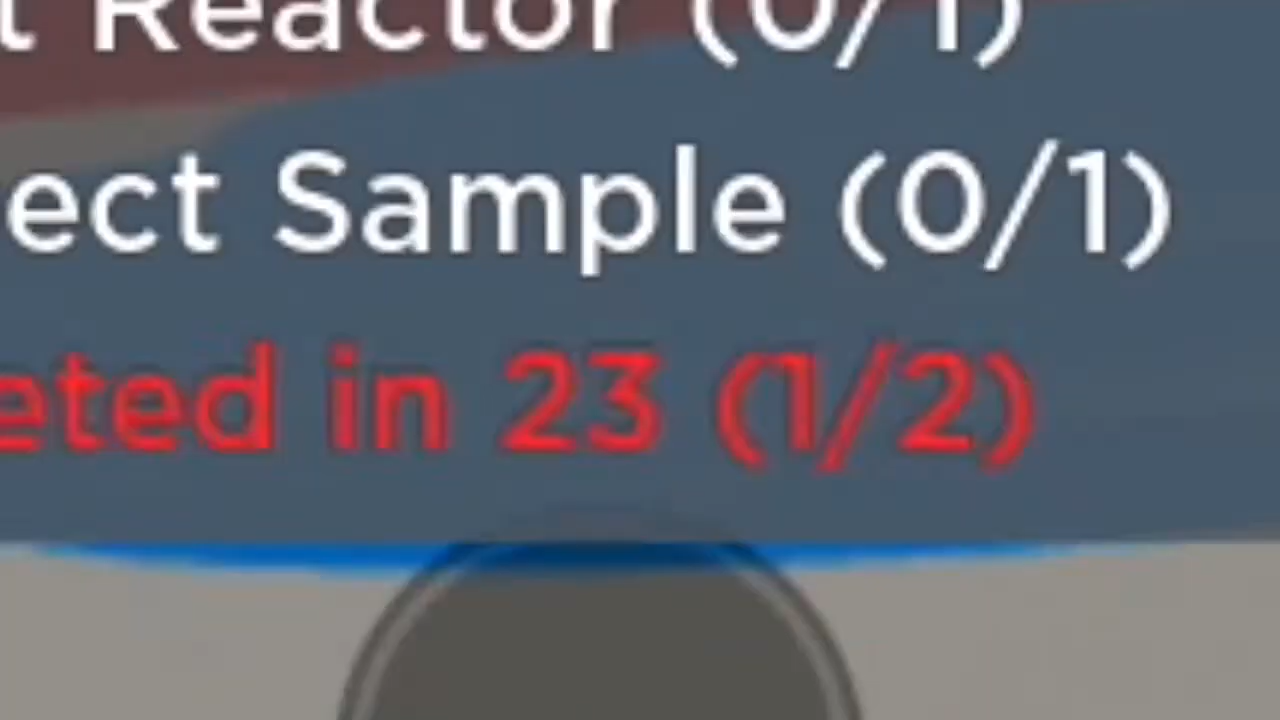 t Reactor (0/1)
ect Sample (0/1)
eted in 23 (1/2)